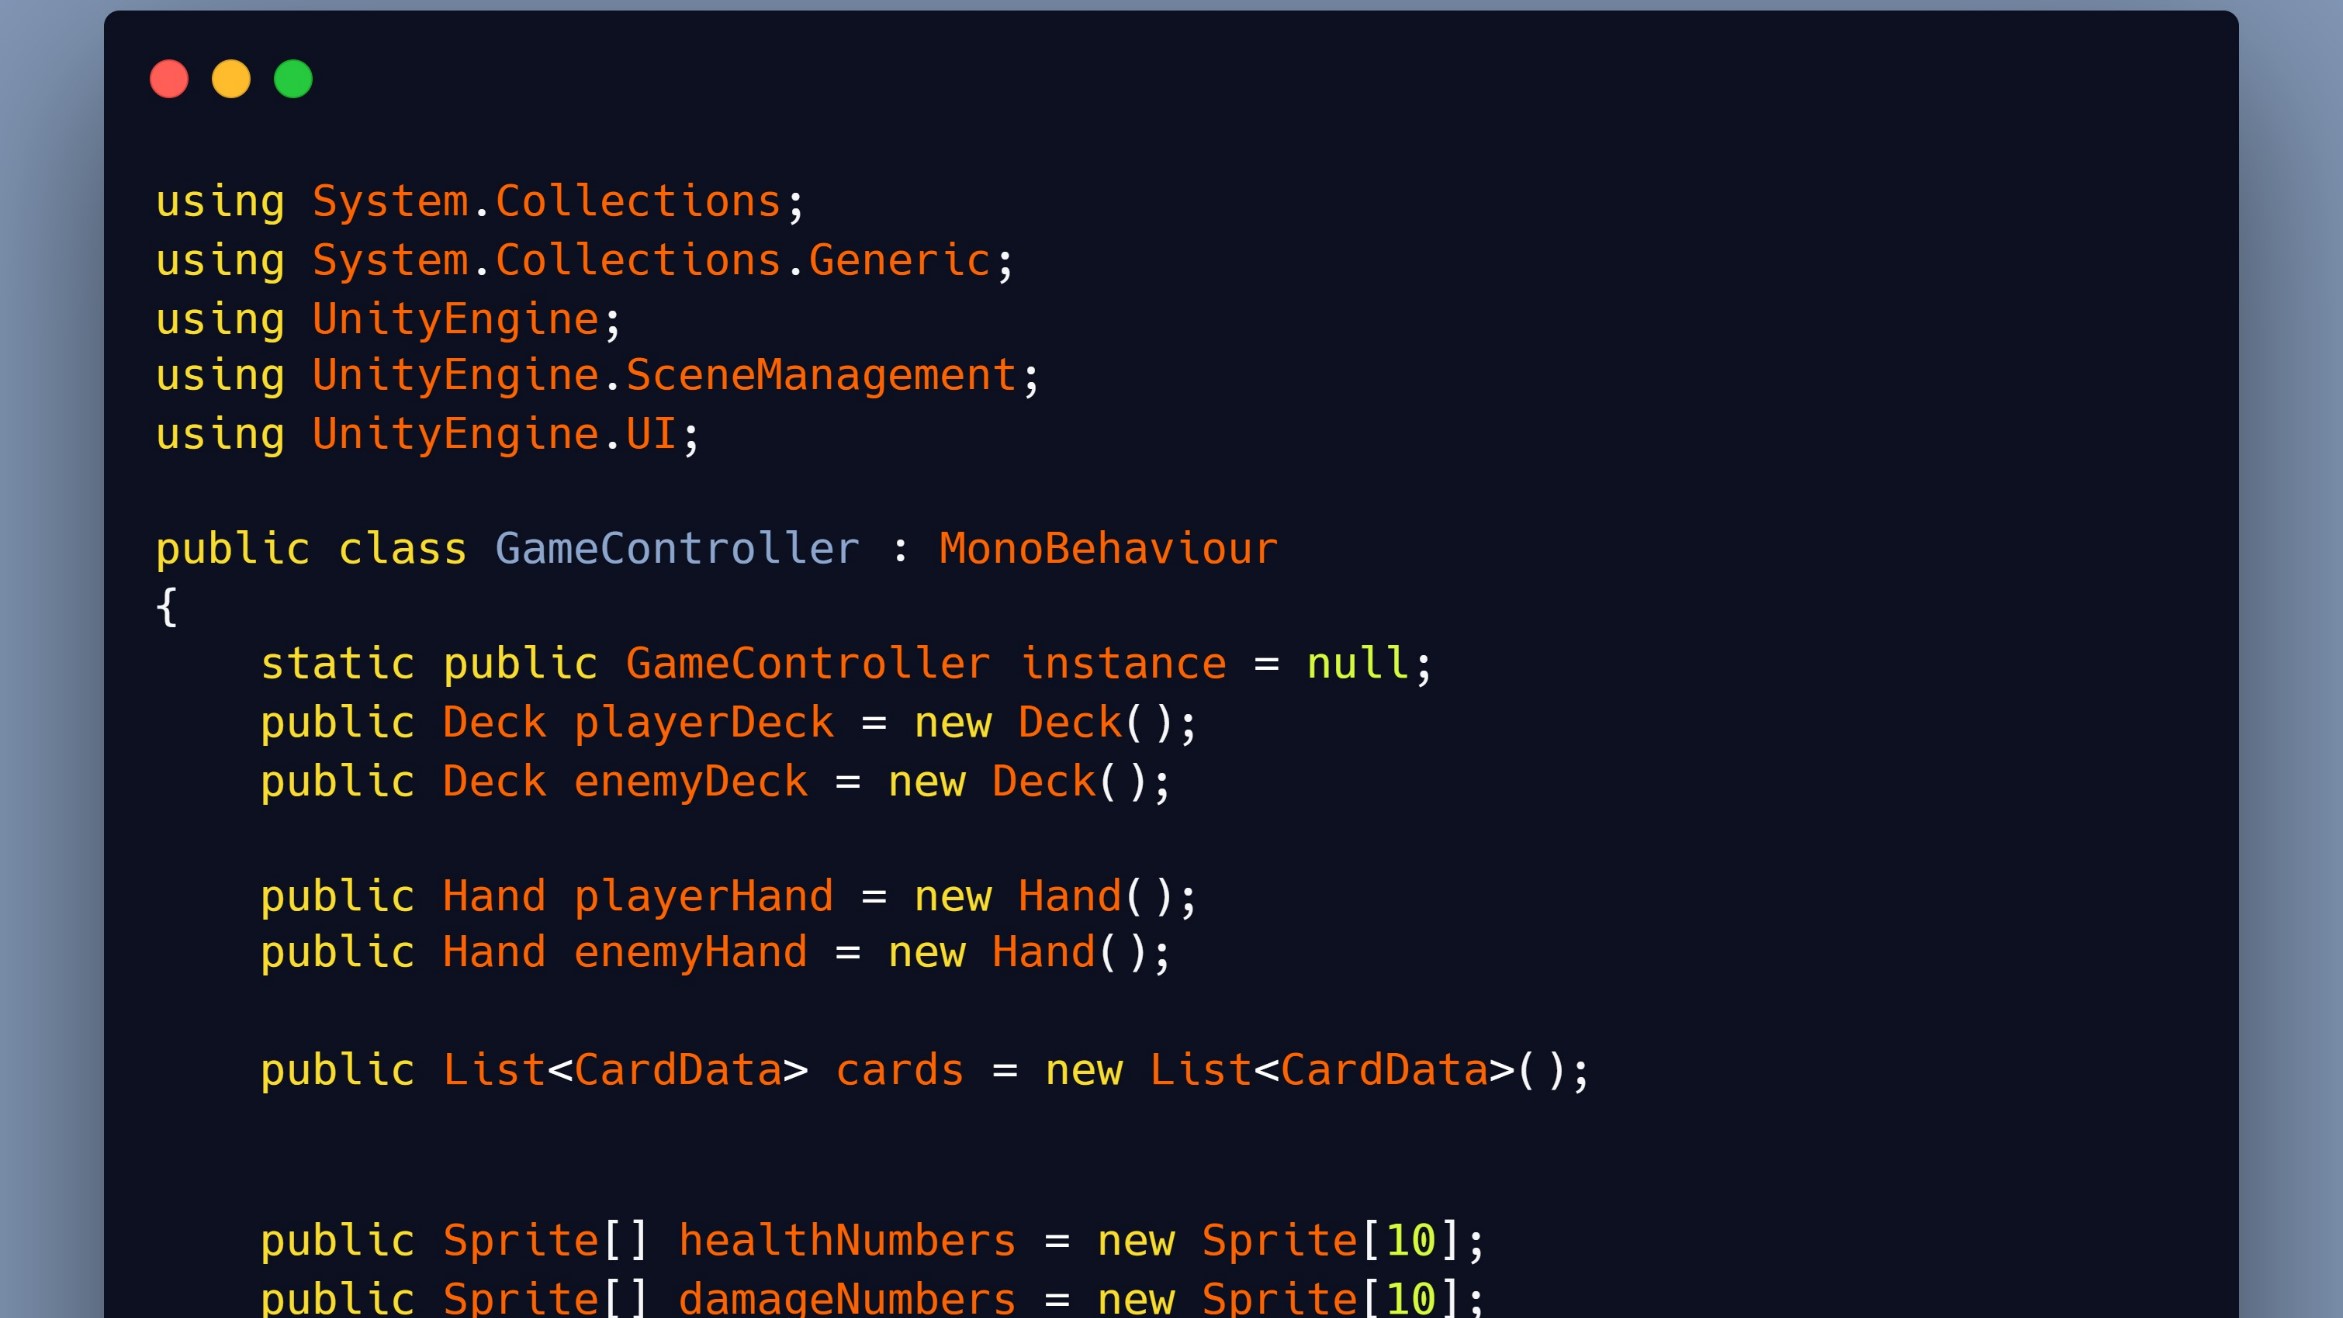 using System.Collections;
using System.Collections.Generic;
using UnityEngine;
using UnityEngine.SceneManagement;
using UnityEngine.UI;
public class GameController : MonoBehaviour
{
    static public GameController instance = null;
    public Deck playerDeck = new Deck();
    public Deck enemyDeck = new Deck();
    public Hand playerHand = new Hand();
    public Hand enemyHand = new Hand();
    public List<CardData> cards = new List<CardData>();
    public Sprite[] healthNumbers = new Sprite[10];
    public Sprite[] damageNumbers = new Sprite[10];